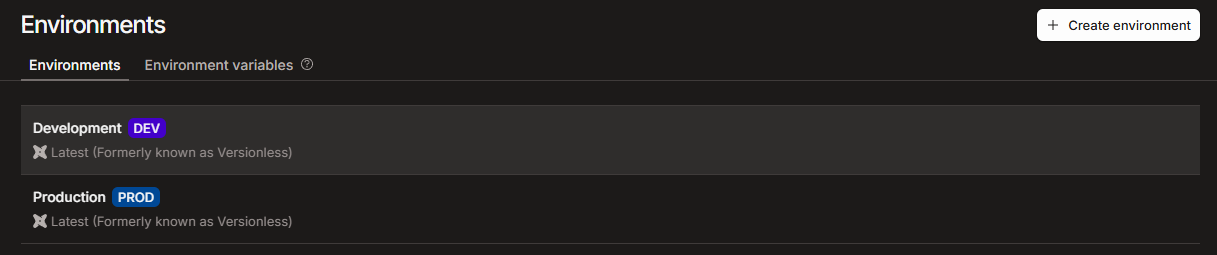 Environments
+ Create environment
Environments Environment variables
Development DEV
Latest (Formerly known as Versionless)
Production PROD
Latest (Formerly known as Versionless)